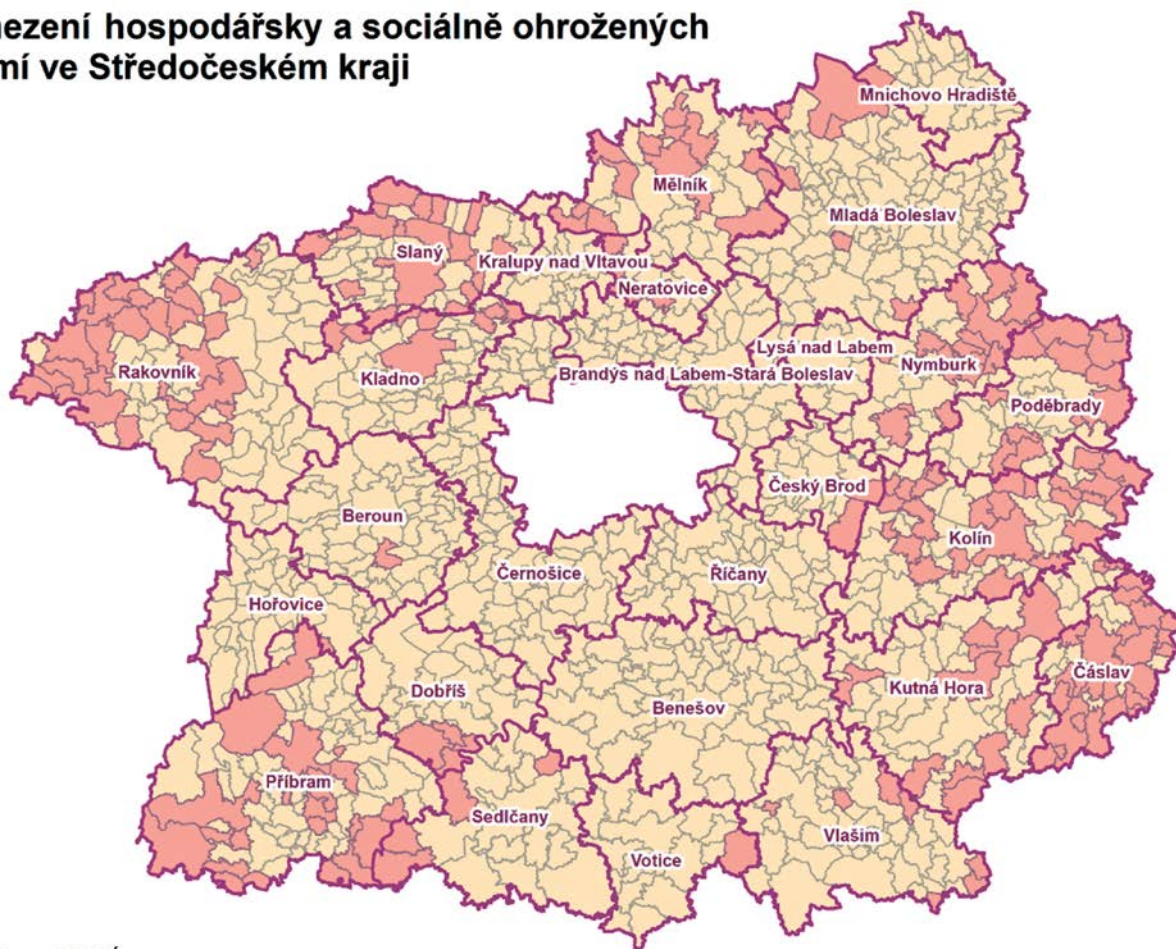 ezení hospodářsky a sociálně ohrožených
mí ve Středočeském kraji
Mnichovo Hradiště
Mělník
Mladá Boleslav
Slaný
Kralupy nad Vltavou
Neratovice
Lysá nad Labem
Nymburk
Rakovník
Kladno
Brandýs nad Labem-Stará Boleslav
Poděbrady
Český Brod
Beroun
Kolín
Černošice
Říčany
Hořovice
Čáslav
Dobříš
Kutná Hora
Benešov
Příbram
Sedlčany
Vlašim
Votice